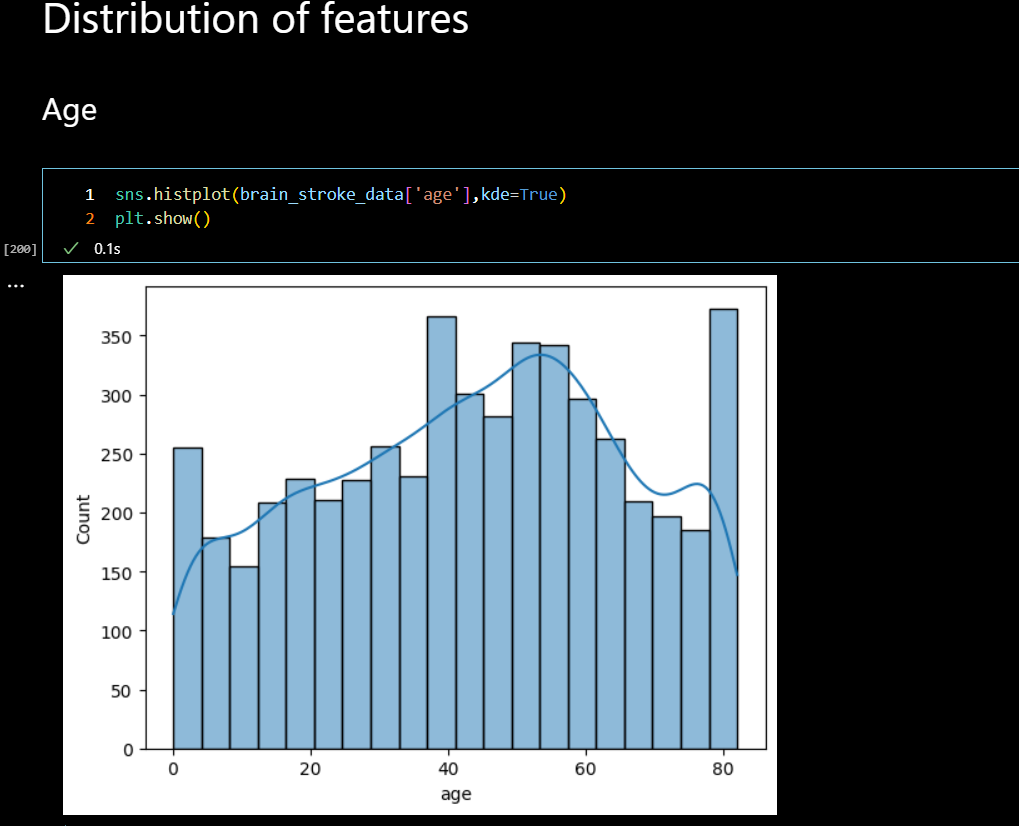 Distribution of features
Age
1 sns.histplot(brain_stroke_data['age'],kde=True)
2 plt.show()
[200] ✓ 0.1s
...
350
300
250
200
150
100
50
0
Count
0 20 40 60 80
age